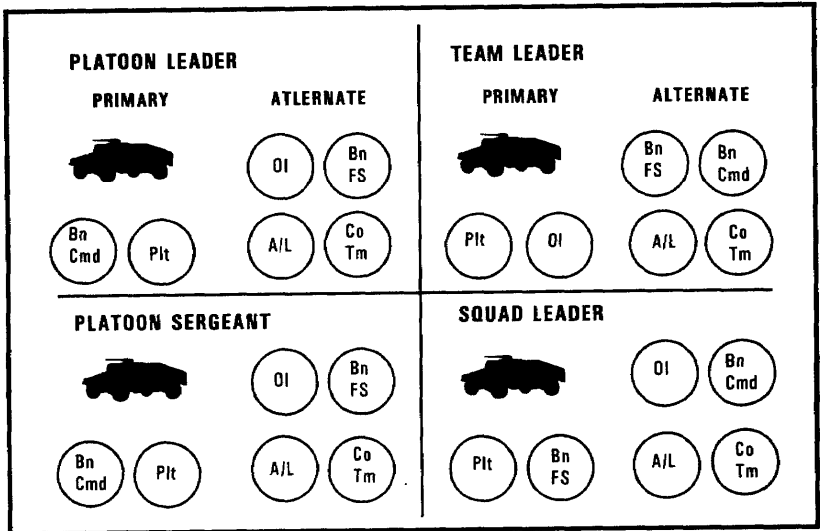 PLATOON LEADER
PRIMARY
ATLERNATE
OI
Bn
FS
Bn
Cmd
Plt
A/L
Co
Tm
TEAM LEADER
PRIMARY
ALTERNATE
Bn
FS
Bn
Cmd
Plt
OI
A/L
Co
Tm
PLATOON SERGEANT
OI
Bn
FS
Bn
Cmd
Plt
A/L
Co
Tm
SQUAD LEADER
OI
Bn
Cmd
Plt
Bn
FS
A/L
Co
Tm